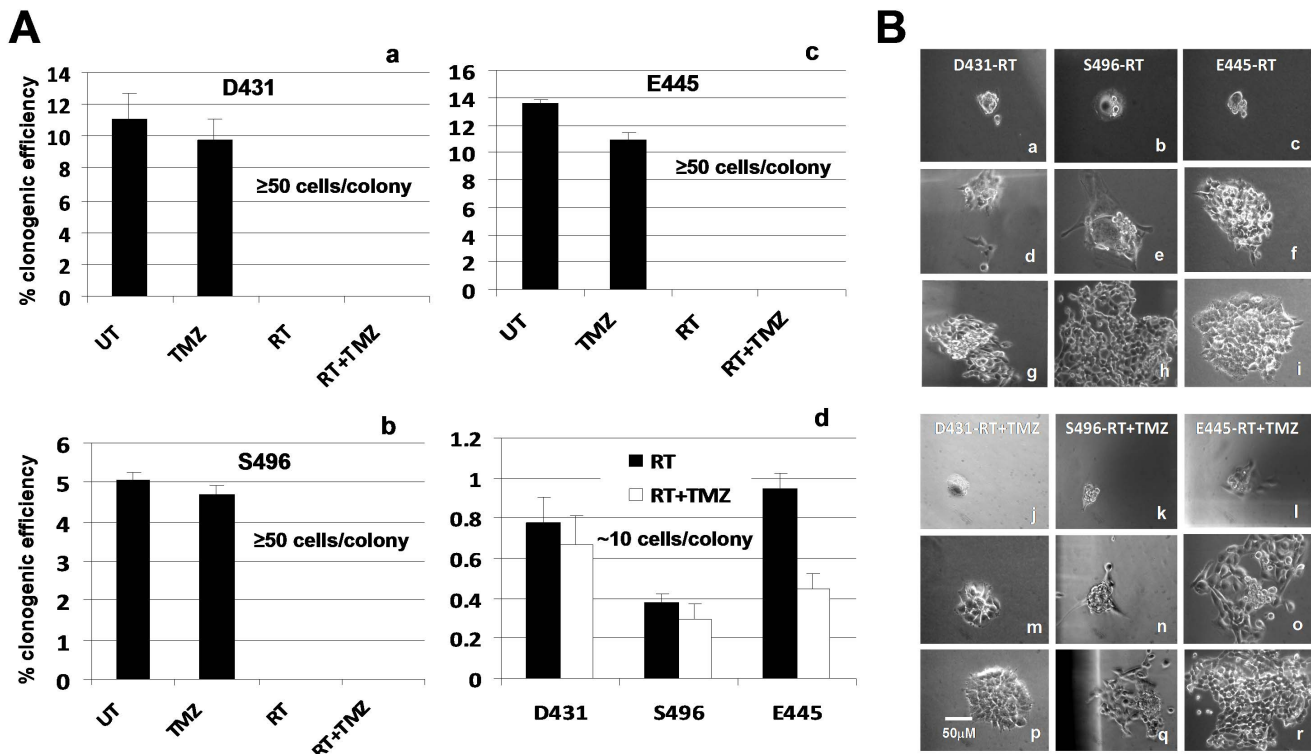 A
a
% clonogenic efficiency
14
12
10
8
6
4
2
0
D431
≥50 cells/colony
UT
TMZ
RT
RT+TMZ
c
16
14
12
10
8
6
4
2
0
E445
≥50 cells/colony
UT
TMZ
RT
RT+TMZ
b
% clonogenic efficiency
6
5
4
3
2
1
0
S496
≥50 cells/colony
UT
TMZ
RT
RT+TMZ
d
1.2
1
0.8
0.6
0.4
0.2
0
RT
RT+TMZ
~10 cells/colony
D431 S496 E445
B
D431-RT S496-RT E445-RT
a b c
d e f
g h i
D431-RT+TMZ S496-RT+TMZ E445-RT+TMZ
j k l
m n o
50µM
p q r